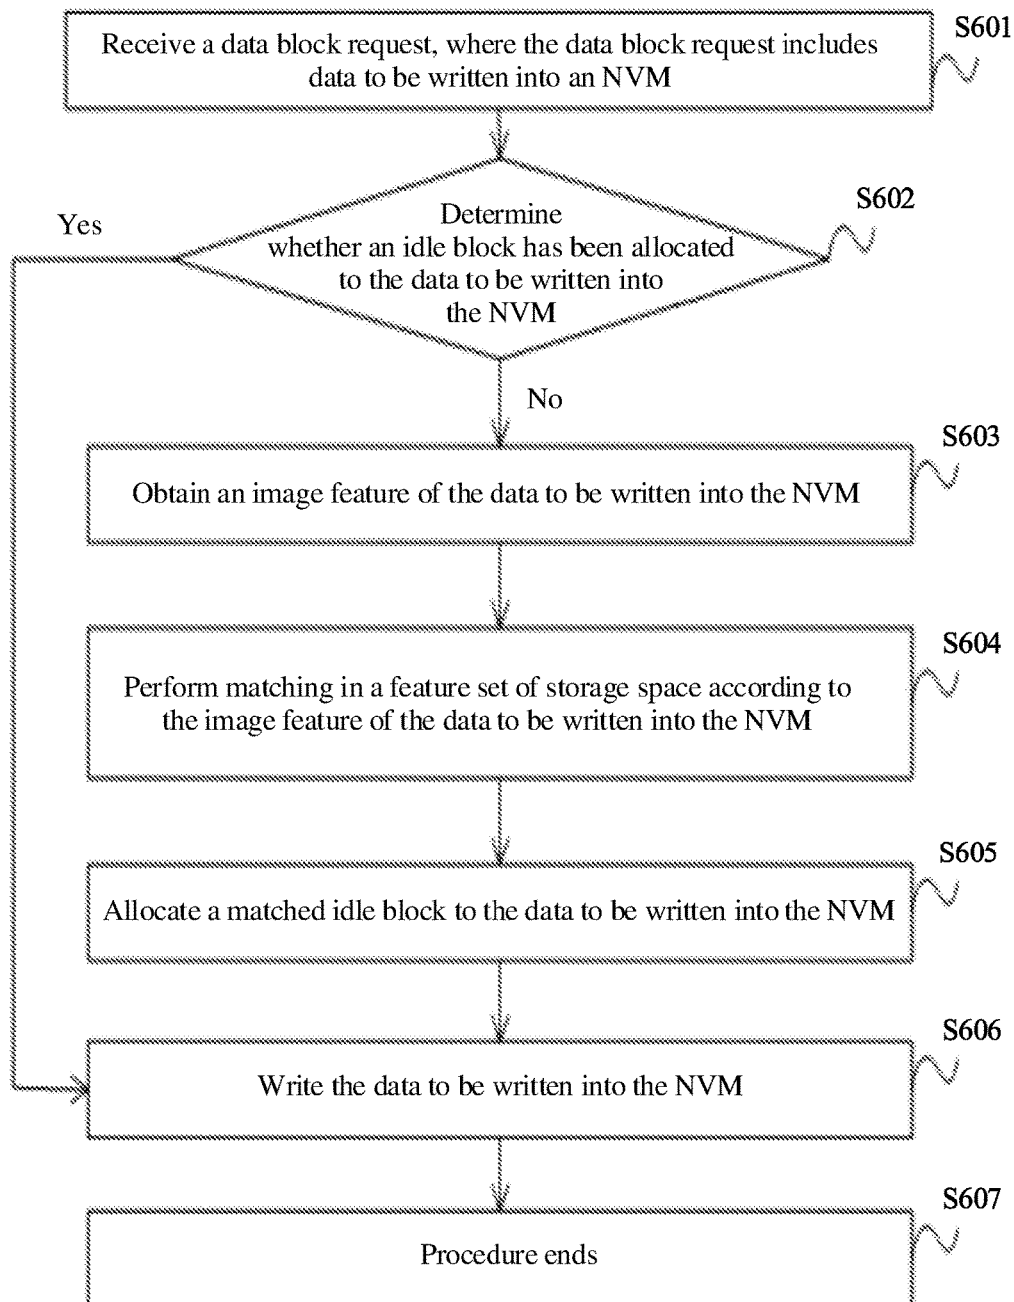 S601
Receive a data block request, where the data block request includes
data to be written into an NVM
S602
Yes
Determine
whether an idle block has been allocated
to the data to be written into
the NVM
No
S603
Obtain an image feature of the data to be written into the NVM
S604
Perform matching in a feature set of storage space according to
the image feature of the data to be written into the NVM
S605
Allocate a matched idle block to the data to be written into the NVM
S606
Write the data to be written into the NVM
S607
Procedure ends